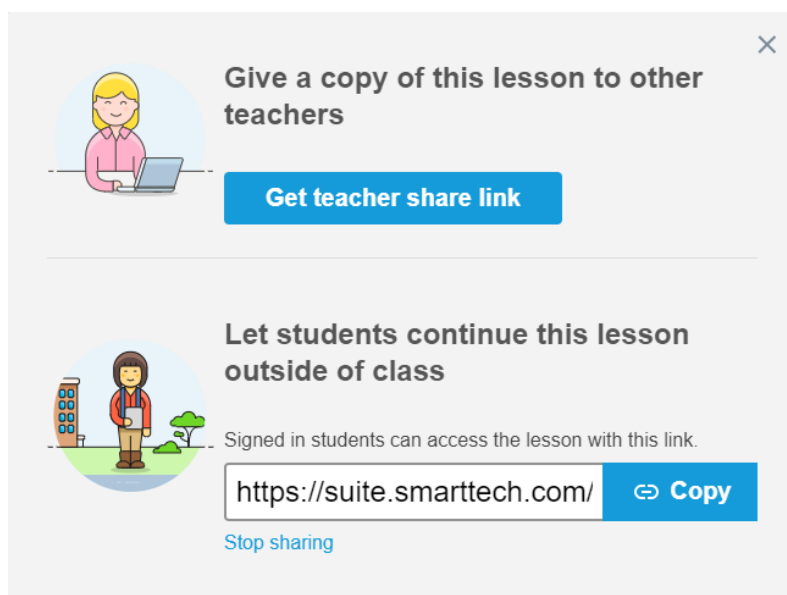 Give a copy of this lesson to other
teachers
Get teacher share link
Let students continue this lesson
outside of class
Signed in students can access the lesson with this link.
https://suite.smarttech.com/
Copy
Stop sharing